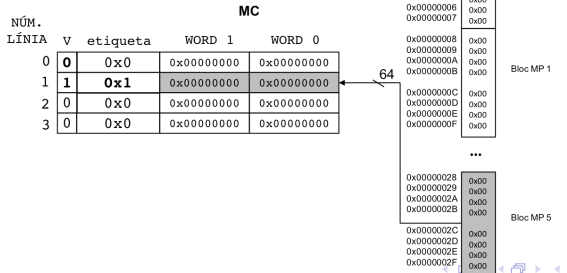 MC
NÚM.
LÍNIA V etiqueta WORD 1 WORD 0
0 0 0x0 0x00000000 0x00000000
1 1 0x1 0x00000000 0x00000000
2 0 0x0 0x00000000 0x00000000
3 0 0x0 0x00000000 0x00000000
64
0x00000006 0x00
0x00000007 0x00
0x00000008 0x00
0x00000009 0x00
0x0000000A 0x00
0x0000000B 0x00
Bloc MP 1
0x0000000C 0x00
0x0000000D 0x00
0x0000000E 0x00
0x0000000F 0x00
...
0x00000028 0x00
0x00000029 0x00
0x0000002A 0x00
0x0000002B 0x00
Bloc MP 5
0x0000002C 0x00
0x0000002D 0x00
0x0000002E 0x00
0x0000002F 0x00